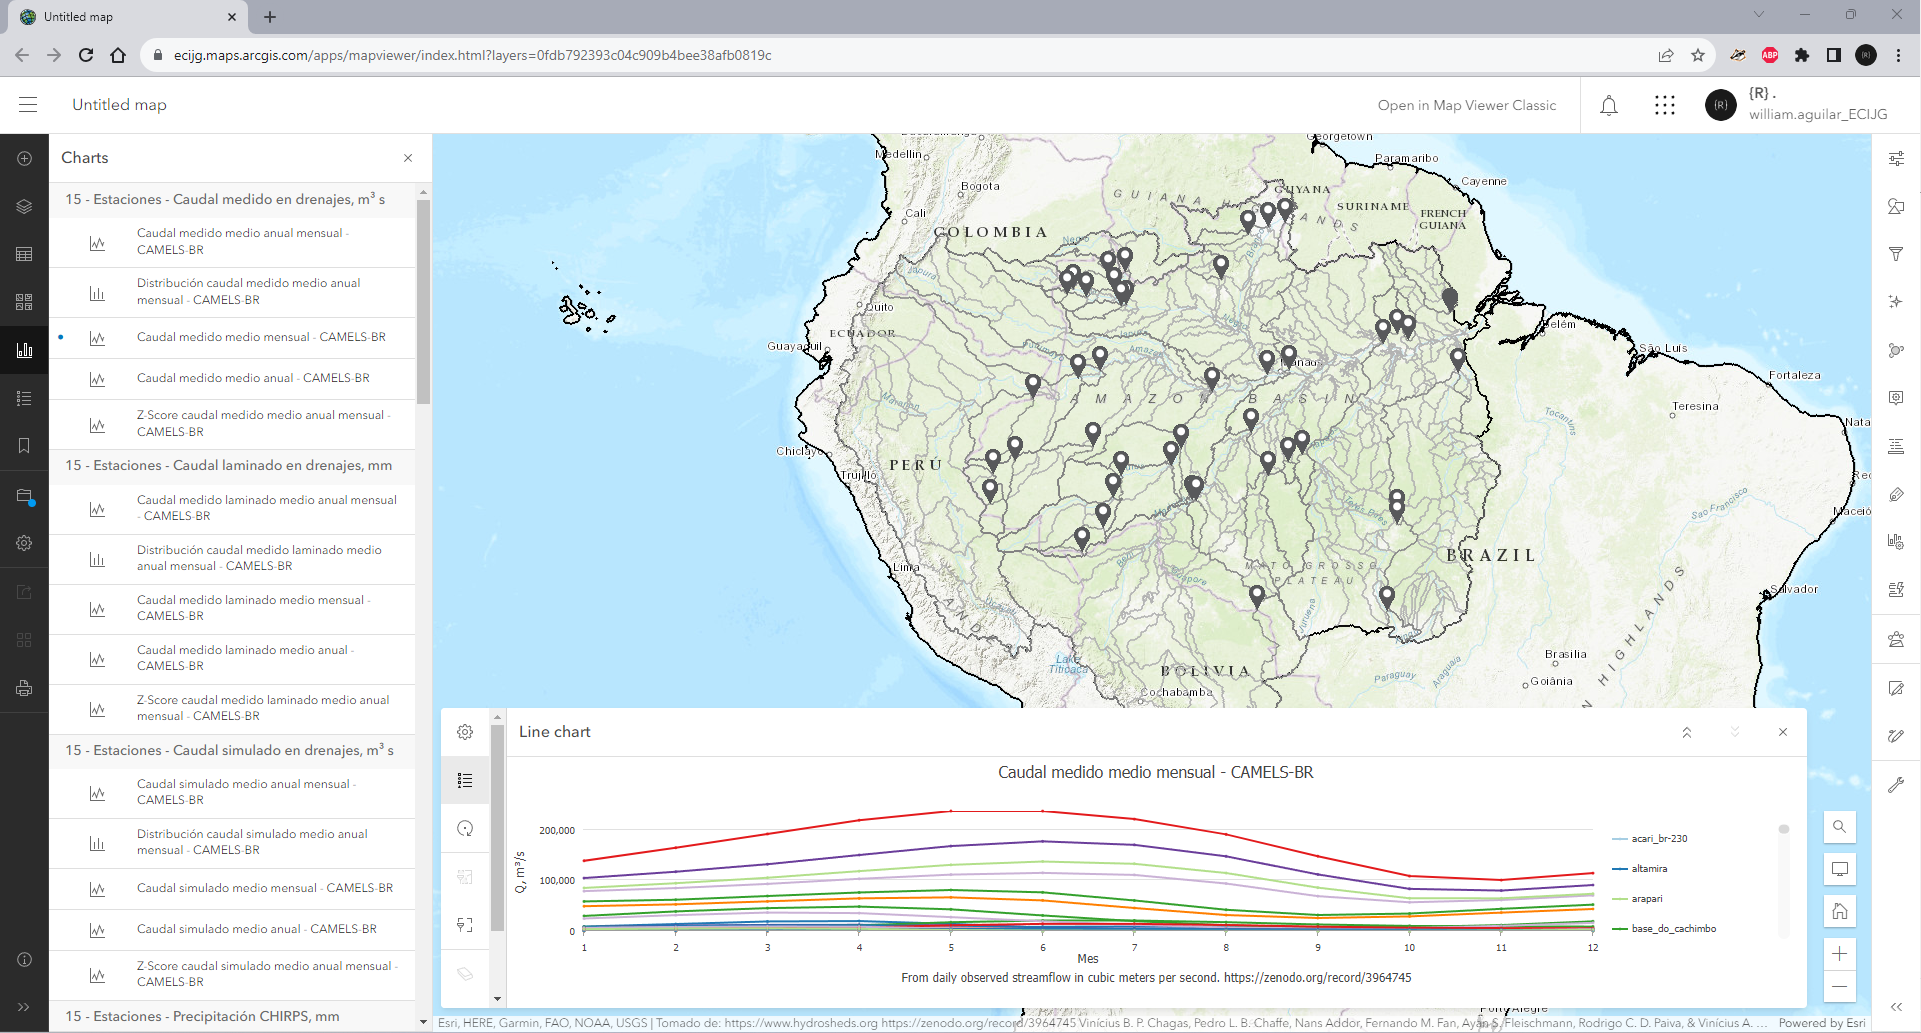 Untitled map
ecijg.maps.arcgis.com/apps/mapviewer/index.html?layers=0fdb792393c04c909b4bee38afb0819c
ABP
{R}
Untitled map
Open in Map Viewer Classic
{R}
{R} .
william.aguilar_ECIJG
Charts
15 - Estaciones - Caudal medido en drenajes, m³ s
Caudal medido medio anual mensual -
CAMELS-BR
Distribución caudal medido medio anual
mensual - CAMELS-BR
Caudal medido medio mensual - CAMELS-BR
Caudal medido medio anual - CAMELS-BR
Z-Score caudal medido medio anual mensual -
CAMELS-BR
15 - Estaciones - Caudal laminado en drenajes, mm
Caudal medido laminado medio anual mensual
- CAMELS-BR
Distribución caudal medido laminado medio
anual mensual - CAMELS-BR
Caudal medido laminado medio mensual -
CAMELS-BR
Caudal medido laminado medio anual -
CAMELS-BR
Z-Score caudal medido laminado medio anual
mensual - CAMELS-BR
15 - Estaciones - Caudal simulado en drenajes, m³ s
Caudal simulado medio anual mensual -
CAMELS-BR
Distribución caudal simulado medio anual
mensual - CAMELS-BR
Caudal simulado medio mensual - CAMELS-BR
Caudal simulado medio anual - CAMELS-BR
Z-Score caudal simulado medio anual mensual -
CAMELS-BR
15 - Estaciones - Precipitación CHIRPS, mm
Georgetown
Medellin
Paramaribo
Bogota
Cayenne
GUIANA
GUYANA
SURINAME
FRENCH
GUIANA
Cali
COLOMBIA
Quito
ECUADOR
Guayaquil
Belém
São Luís
Manaus
Fortaleza
AMAZON BASIN
Teresina
Nata
Tocantins
Chiclayo
Trujillo
PERÚ
Rec
Sao Francisco
Maceió
BRAZIL
MATO GROSSO
PLATEAU
Lima
Salvador
HIGHLANDS
Lake
Titicaca
BOLIVIA
Brasilia
Paraguay
Araguaia
Goiânia
Cochabamba
Line chart
Caudal medido medio mensual - CAMELS-BR
Q, m³/s
200,000
100,000
0
1 2 3 4 5 6 7 8 9 10 11 12
Mes
From daily observed streamflow in cubic meters per second. https://zenodo.org/record/3964745
acari_br-230
altamira
arapari
base_do_cachimbo
Porto Alegre
Esri, HERE, Garmin, FAO, NOAA, USGS | Tomado de: https://www.hydrosheds.org https://zenodo.org/record/3964745 Vinícius B. P. Chagas, Pedro L. B. Chaffe, Nans Addor, Fernando M. Fan, Ayan S. Fleischmann, Rodrigo C. D. Paiva, & Vinícius A. ...
Powered by Esri